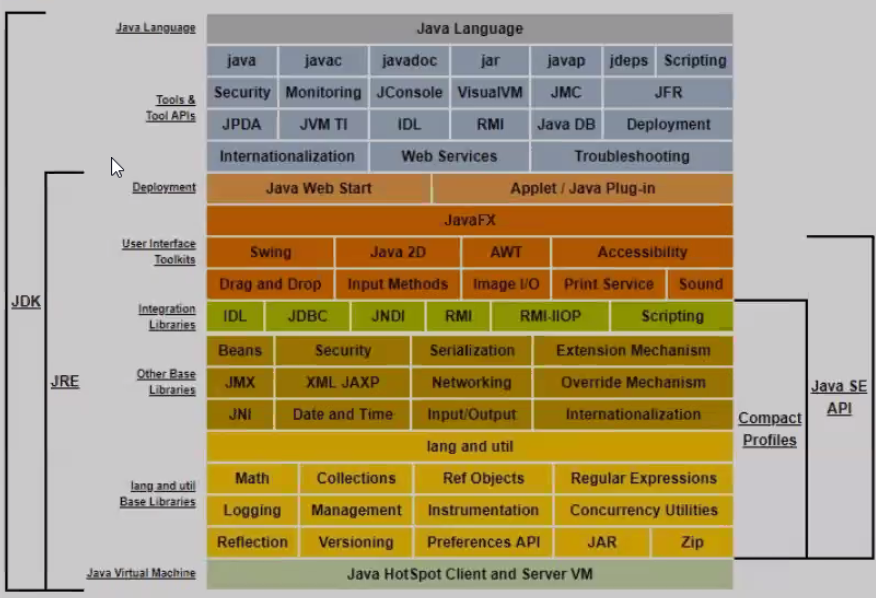 Java Language Java Language
java javac javadoc jar javap jdeps Scripting
Tools &
Tool APIs
Security Monitoring JConsole VisualVM JMC JFR
JPDA JVM TI IDL RMI Java DB Deployment
Internationalization Web Services Troubleshooting
Deployment Java Web Start Applet / Java Plug-in
JavaFX
User Interface
Toolkits
Swing Java 2D AWT Accessibility
Drag and Drop Input Methods Image I/O Print Service Sound
JDK
Integration
Libraries
IDL JDBC JNDI RMI RMI-IIOP Scripting
Beans Security Serialization Extension Mechanism
JRE
Other Base
Libraries
JMX XML JAXP Networking Override Mechanism
Java SE
API
JNI Date and Time Input/Output Internationalization
Compact
Profiles
lang and util
lang and util
Base Libraries
Math Collections Ref Objects Regular Expressions
Logging Management Instrumentation Concurrency Utilities
Reflection Versioning Preferences API JAR Zip
Java Virtual Machine Java HotSpot Client and Server VM